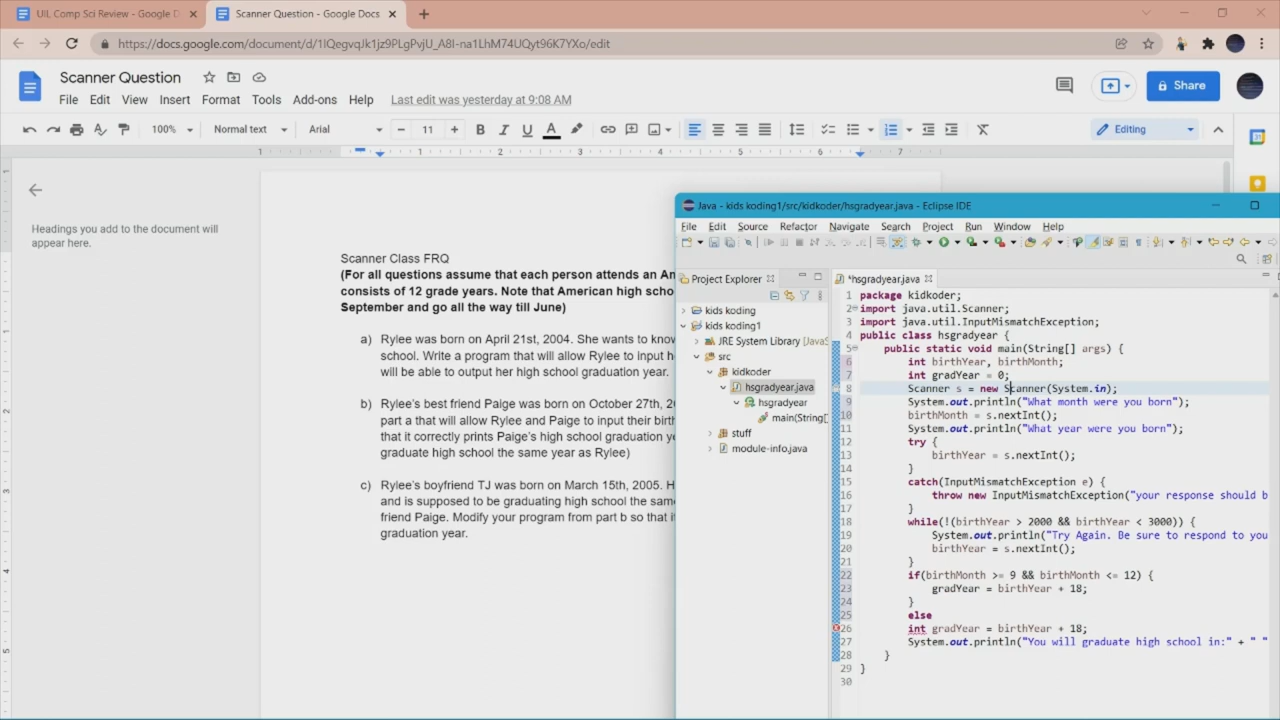 UIL Comp Sci Review - Google D
Scanner Question - Google Docs
https://docs.google.com/document/d/1IQegvqJk1jz9PLgPvjU_A8I-na1LhM74UQyt96K7YXo/edit
Scanner Question
File Edit View Insert Format Tools Add-ons Help Last edit was yesterday at 9:08 AM
Share
100% Normal text Arial 11 Editing
1 1 2 3 4 5 6 7
Headings you add to the document will
appear here.
Scanner Class FRQ
(For all questions assume that each person attends an Am
consists of 12 grade years. Note that American high scho
September and go all the way till June)
a) Rylee was born on April 21st, 2004. She wants to know
school. Write a program that will allow Rylee to input he
will be able to output her high school graduation year.
b) Rylee's best friend Paige was born on October 27th, 2
part a that will allow Rylee and Paige to input their birth
that it correctly prints Paige's high school graduation ye
graduate high school the same year as Rylee)
c) Rylee's boyfriend TJ was born on March 15th, 2005. H
and is supposed to be graduating high school the same
friend Paige. Modify your program from part b so that it
graduation year.
Java - kids koding1/src/kidkoder/hsgradyear.java - Eclipse IDE
File Edit Source Refactor Navigate Search Project Run Window Help
Project Explorer
kids koding
kids koding1
JRE System Library [JavaS
src
kidkoder
hsgradyear.java
hsgradyear
main(String[
stuff
module-info.java
*hsgradyear.java
1 package kidkoder;
2 import java.util.Scanner;
3 import java.util.InputMismatchException;
4 public class hsgradyear {
5 public static void main(String[] args) {
6 int birthYear, birthMonth;
7 int gradYear = 0;
8 Scanner s = new Scanner(System.in);
9 System.out.println("What month were you born");
10 birthMonth = s.nextInt();
11 System.out.println("What year were you born");
12 try {
13 birthYear = s.nextInt();
14 }
15 catch(InputMismatchException e) {
16 throw new InputMismatchException("your response should b
17 }
18 while(!(birthYear > 2000 && birthYear < 3000)) {
19 System.out.println("Try Again. Be sure to respond to you
20 birthYear = s.nextInt();
21 }
22 if(birthMonth >= 9 && birthMonth <= 12) {
23 gradYear = birthYear + 18;
24 }
25 else
26 int gradYear = birthYear + 18;
27 System.out.println("You will graduate high school in:" + " "
28 }
29 }
30